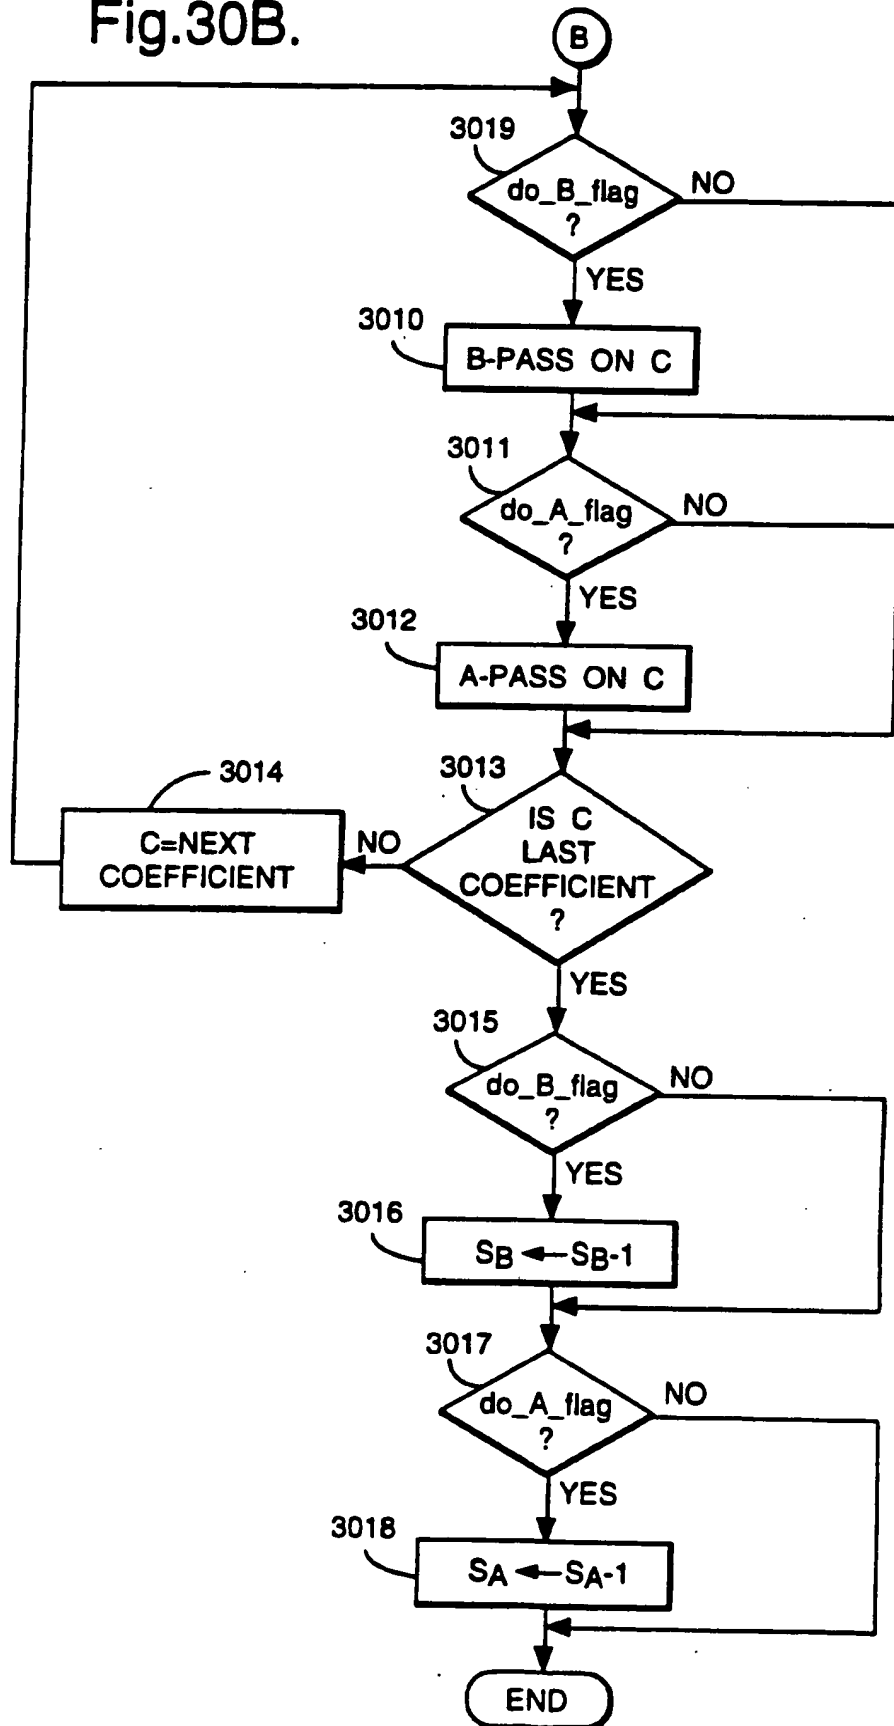 Fig.30B.
B
3019
do_B_flag
?
NO
YES
3010
B-PASS ON C
3011
do_A_flag
?
NO
YES
3012
A-PASS ON C
3013
IS C
LAST
COEFFICIENT
?
NO
3014
C=NEXT
COEFFICIENT
YES
3015
do_B_flag
?
NO
YES
3016
SB ← SB-1
3017
do_A_flag
?
NO
YES
3018
SA ← SA-1
END